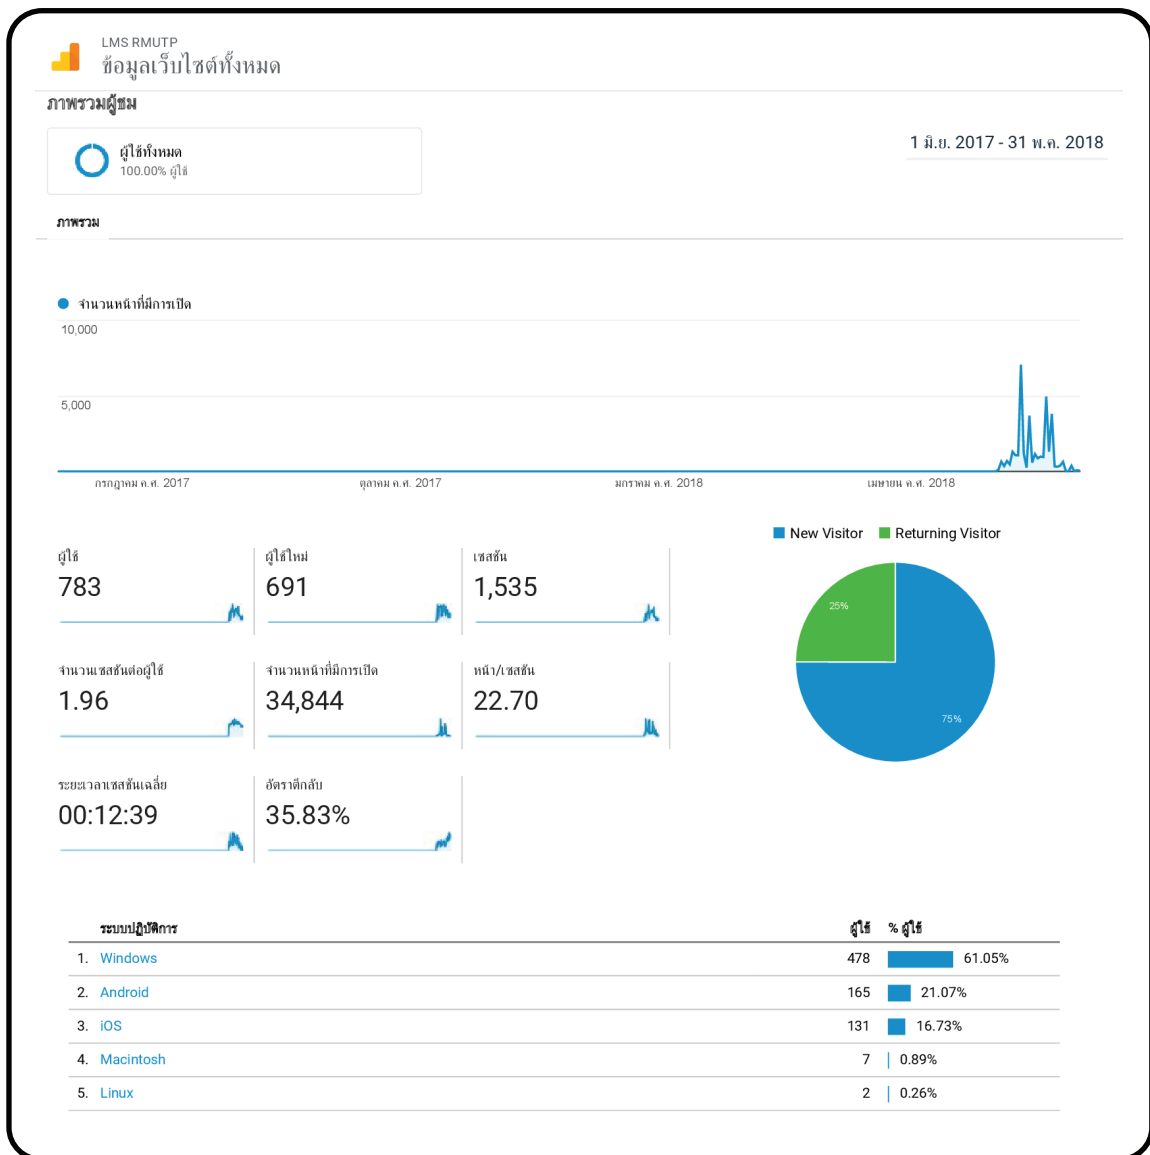 LMS RMUTP
ข้อมูลเว็บไซต์ทั้งหมด
ภาพรวมผู้ชม
ผู้ใช้ทั้งหมด
100.00% ผู้ใช้
1 มิ.ย. 2017 - 31 พ.ค. 2018
ภาพรวม
จำนวนหน้าที่มีการเปิด
10,000
5,000
กรกฎาคม ค.ศ. 2017 ตุลาคม ค.ศ. 2017 มกราคม ค.ศ. 2018 เมษายน ค.ศ. 2018
New Visitor Returning Visitor
ผู้ใช้ ผู้ใช้ใหม่ เซสชัน
783 691 1,535
25%
75%
จำนวนเซสชันต่อผู้ใช้ จำนวนหน้าที่มีการเปิด หน้า/เซสชัน
1.96 34,844 22.70
ระยะเวลาเซสชันเฉลี่ย อัตราตีกลับ
00:12:39 35.83%
ระบบปฏิบัติการ ผู้ใช้ % ผู้ใช้
1. Windows 478 61.05%
2. Android 165 21.07%
3. iOS 131 16.73%
4. Macintosh 7 0.89%
5. Linux 2 0.26%